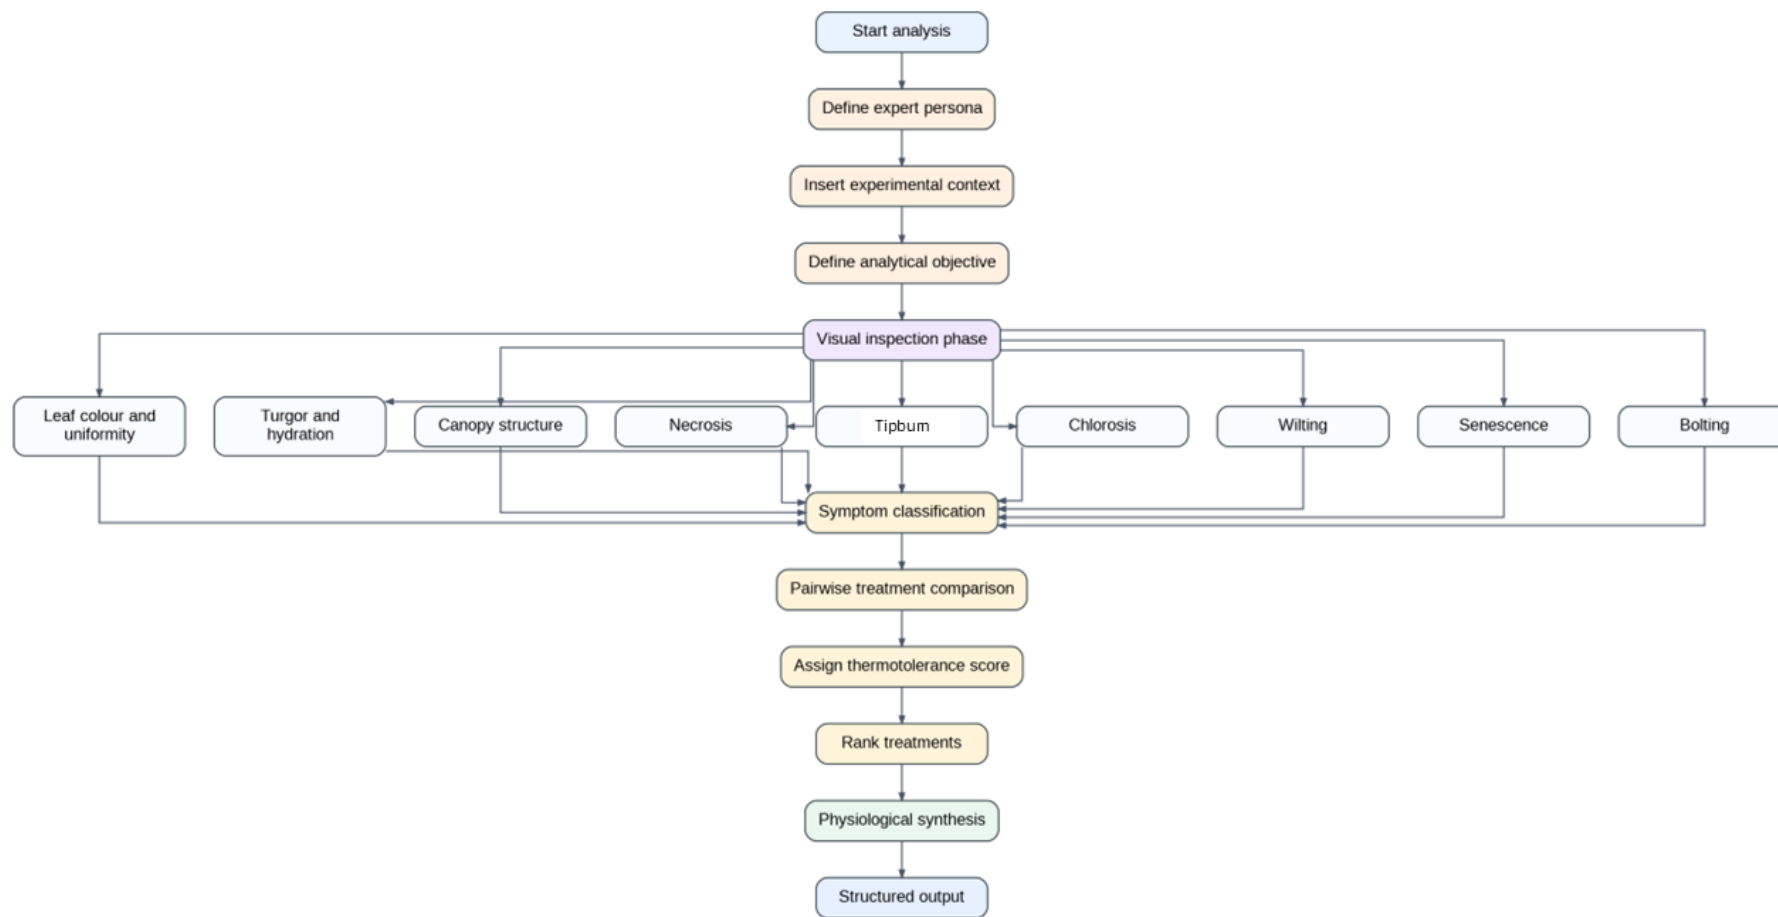 Start analysis
Define expert persona
Insert experimental context
Define analytical objective
Visual inspection phase
Leaf colour and
uniformity
Turgor and
hydration
Canopy structure
Necrosis
Tipburn
Chlorosis
Wilting
Senescence
Bolting
Symptom classification
Pairwise treatment comparison
Assign thermotolerance score
Rank treatments
Physiological synthesis
Structured output